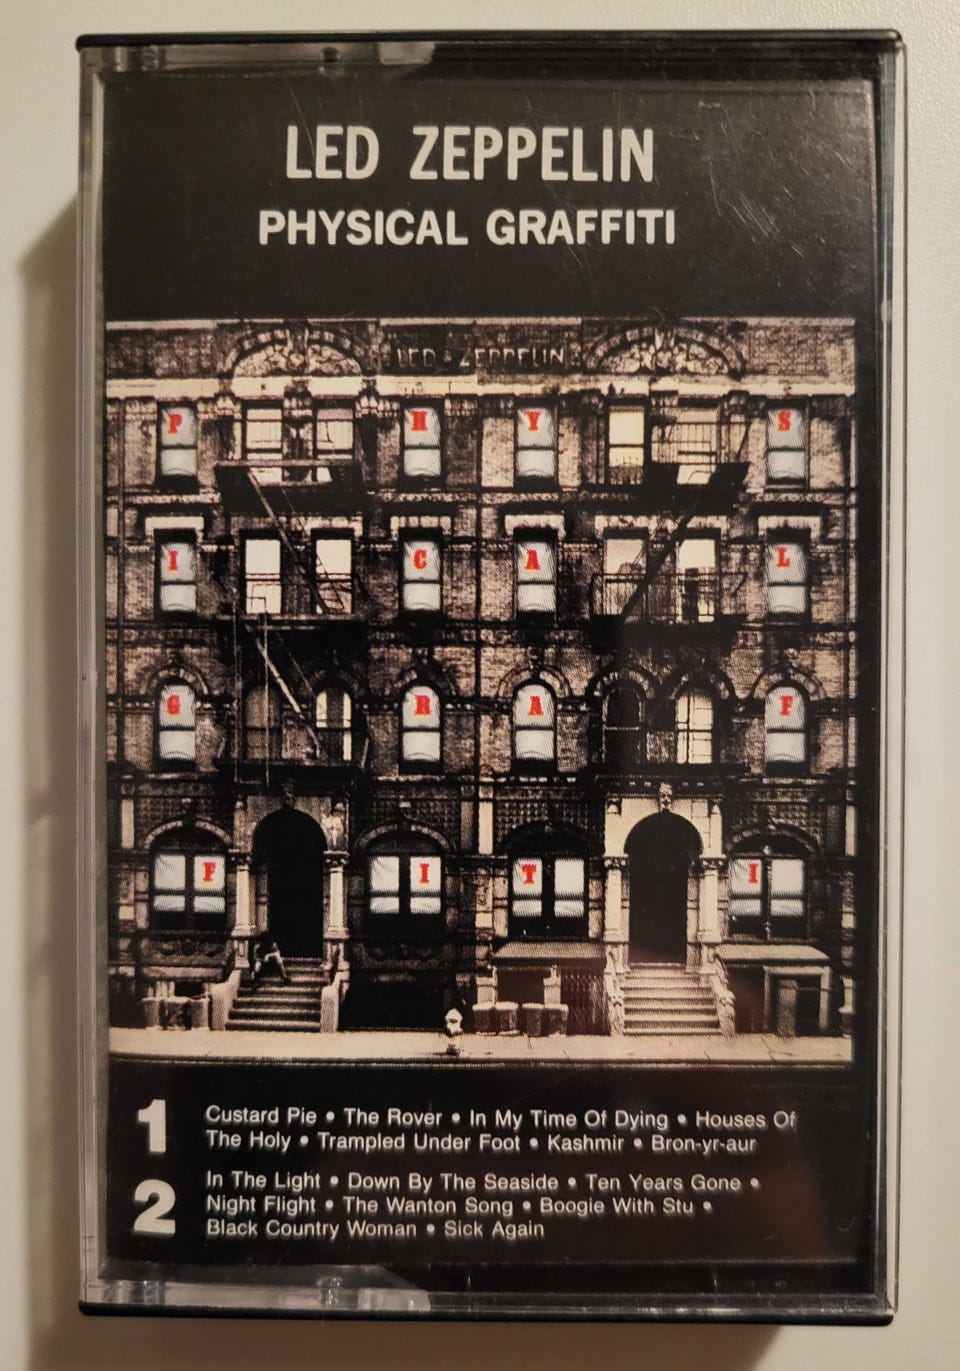 LED ZEPPELIN
PHYSICAL GRAFFITI
LED ZEPPELIN
P H Y S
I C A L
G R A F
F I T I
1 Custard Pie • The Rover • In My Time Of Dying • Houses Of
The Holy • Trampled Under Foot • Kashmir • Bron-yr-aur
2 In The Light • Down By The Seaside • Ten Years Gone •
Night Flight • The Wanton Song • Boogie With Stu •
Black Country Woman • Sick Again